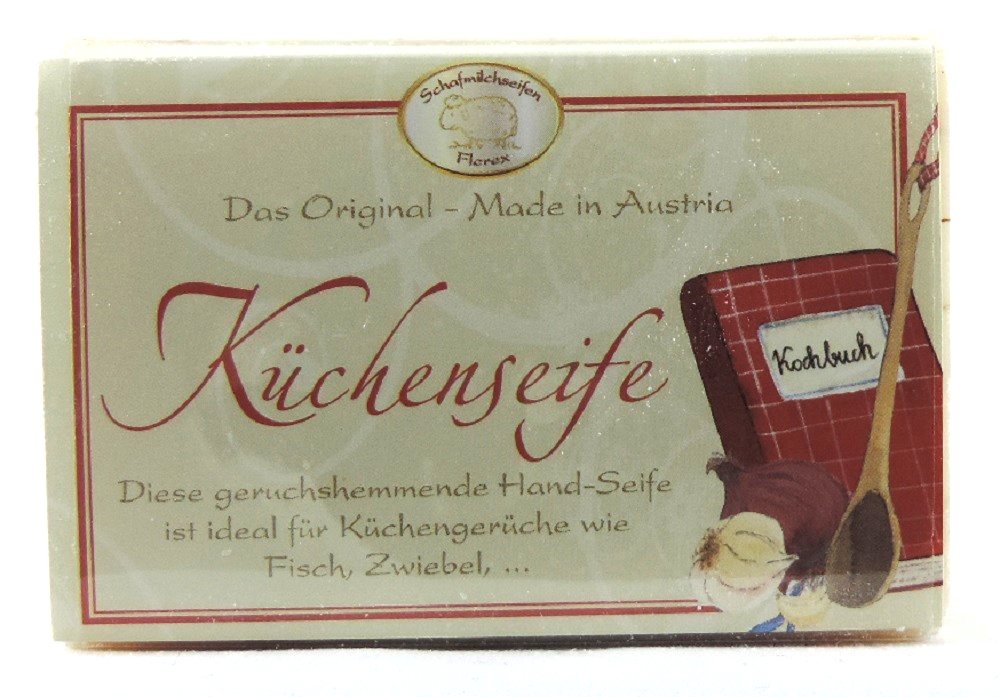 Schafmilchseifen
Florex
Das Original - Made in Austria
Küchenseife
Kochbuch
Diese geruchshemmende Hand-Seife
ist ideal für Küchengerüche wie
Fisch, Zwiebel, ...